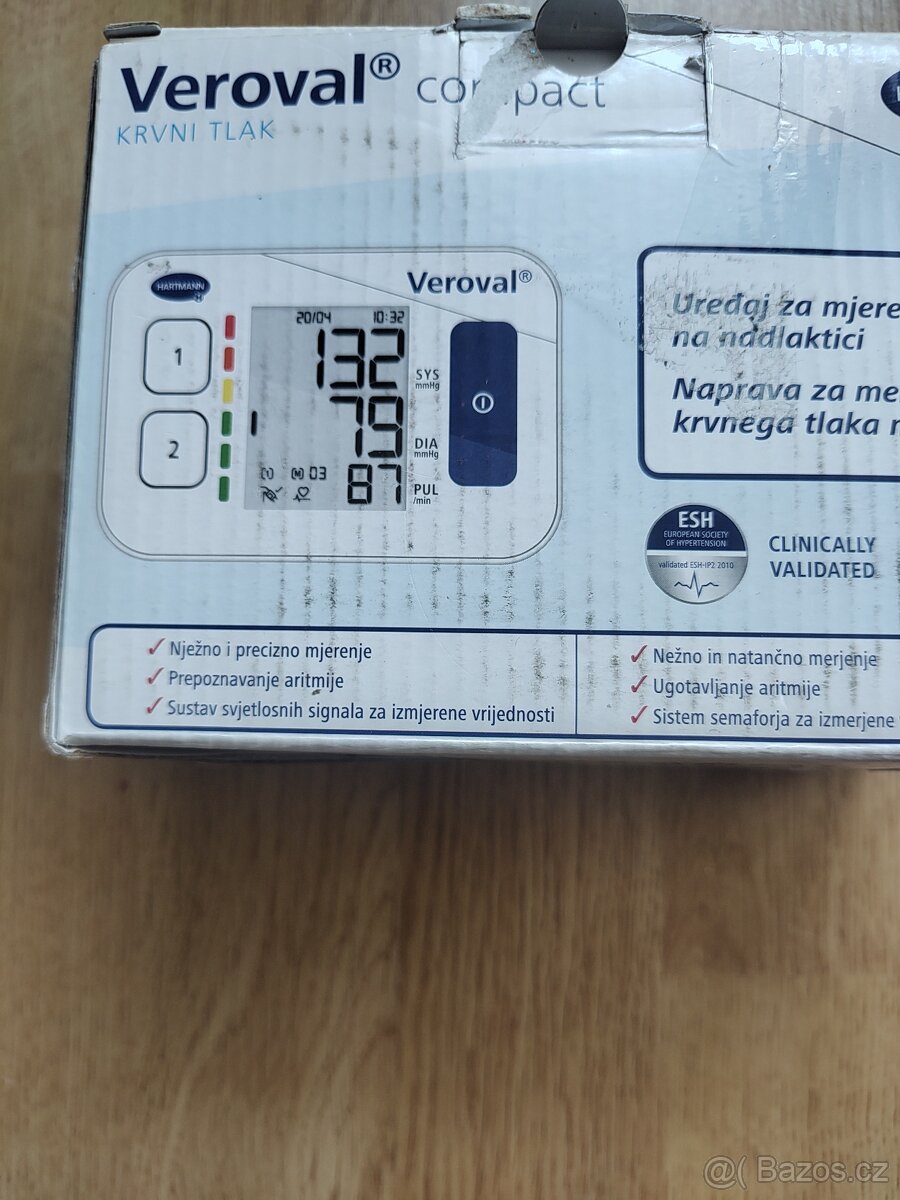 Veroval® compact
KRVNI TLAK
HARTMANN
Veroval®
1
2
20/04 10:32
132 SYS mmHg
79 DIA mmHg
M 03
87 PUL /min
Uređaj za mjere
na nadlaktici
Naprava za me
krvnega tlaka n
ESH
EUROPEAN SOCIETY
OF HYPERTENSION
validated ESH-IP2 2010
CLINICALLY
VALIDATED
✓ Nježno i precizno mjerenje
✓ Prepoznavanje aritmije
✓ Sustav svjetlosnih signala za izmjerene vrijednosti
✓ Nežno in natančno merjenje
✓ Ugotavljanje aritmije
✓ Sistem semaforja za izmerjene
@( Bazos.cz